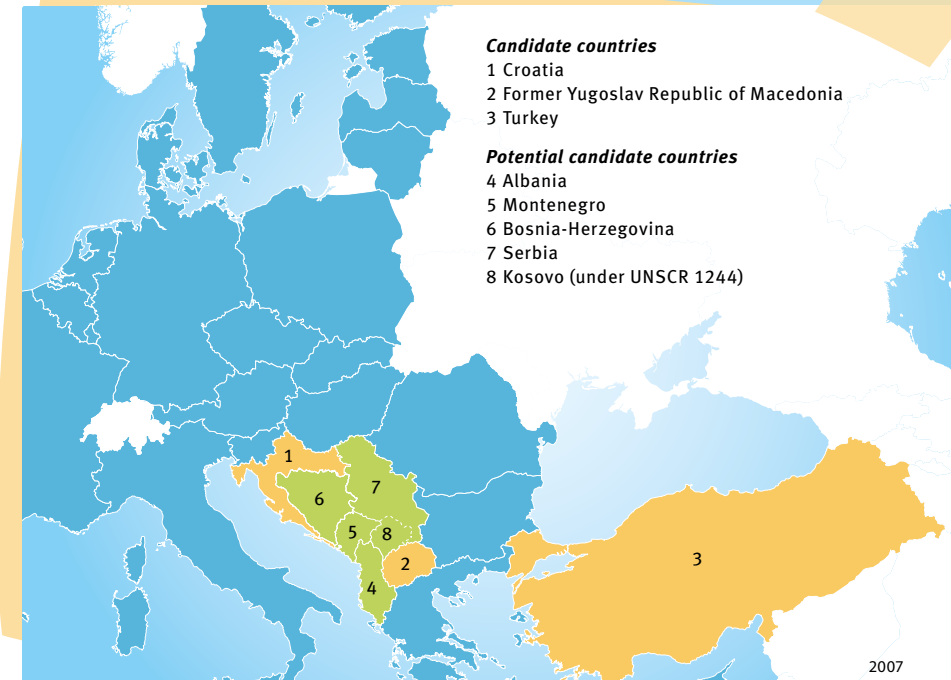 Candidate countries
1 Croatia
2 Former Yugoslav Republic of Macedonia
3 Turkey
Potential candidate countries
4 Albania
5 Montenegro
6 Bosnia-Herzegovina
7 Serbia
8 Kosovo (under UNSCR 1244)
1
6
7
5
8
2
4
3
2007